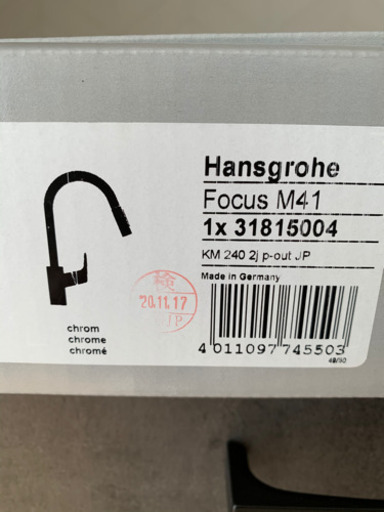 Hansgrohe
Focus M41
1x 31815004
KM 240 2j p-out JP
Made in Germany
検
'20.11.17
JP
chrom
chrome
chromé
4 011097 745503